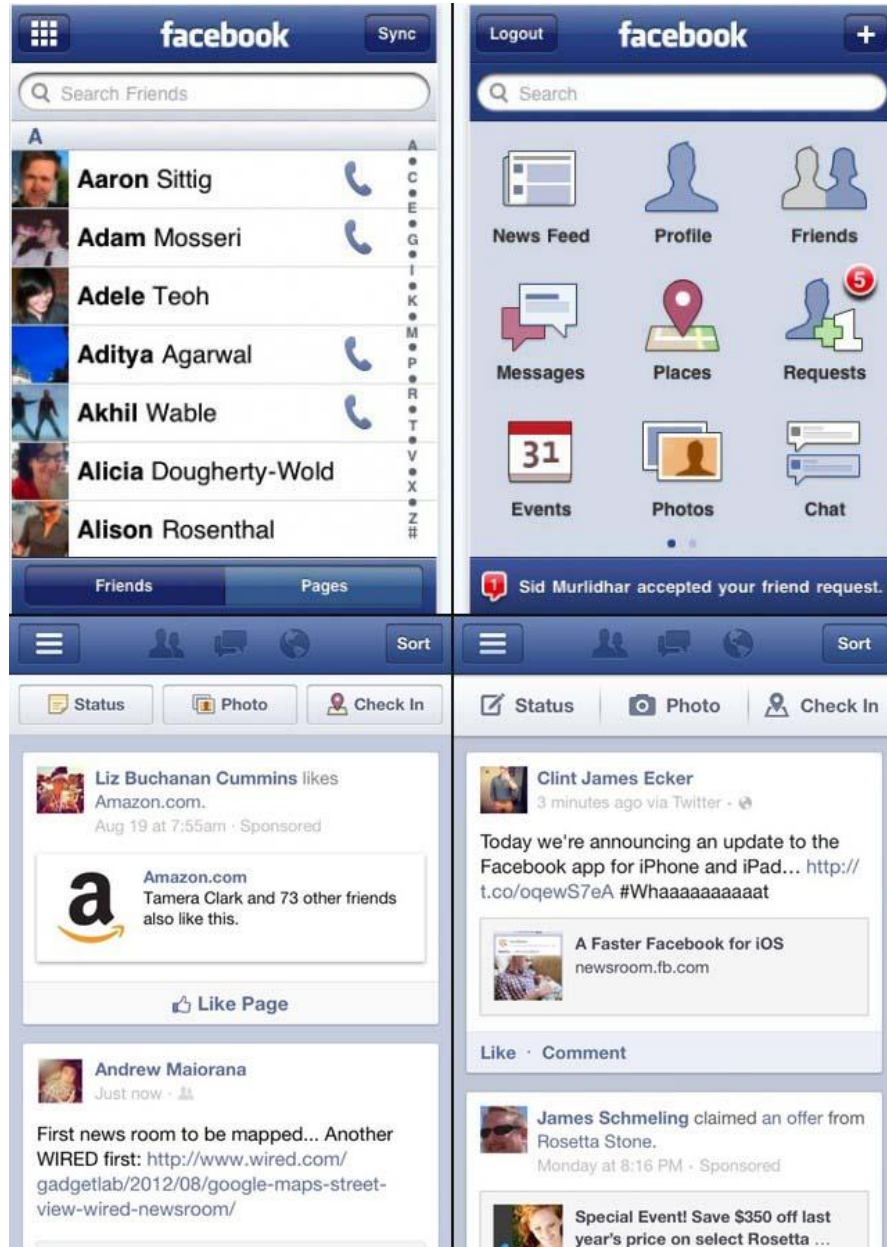 facebook
Sync
Search Friends
A
Aaron Sittig
Adam Mosseri
Adele Teoh
Aditya Agarwal
Akhil Wable
Alicia Dougherty-Wold
Alison Rosenthal
A
C
E
G
I
K
M
P
R
T
V
X
Z
#
Friends Pages
Logout
facebook
+
Search
News Feed Profile Friends
5
Messages Places Requests
31
Events Photos Chat
1 Sid Murlidhar accepted your friend request.
Sort
Status Photo Check In
Liz Buchanan Cummins likes
Amazon.com.
Aug 19 at 7:55am · Sponsored
a
Amazon.com
Tamera Clark and 73 other friends
also like this.
Like Page
Andrew Maiorana
Just now ·
First news room to be mapped... Another
WIRED first: http://www.wired.com/
gadgetlab/2012/08/google-maps-street-
view-wired-newsroom/
Sort
Status Photo Check In
Clint James Ecker
3 minutes ago via Twitter ·
Today we're announcing an update to the
Facebook app for iPhone and iPad... http://
t.co/oqewS7eA #Whaaaaaaaaaat
A Faster Facebook for iOS
newsroom.fb.com
Like · Comment
James Schmeling claimed an offer from
Rosetta Stone.
Monday at 8:16 PM · Sponsored
Special Event! Save $350 off last
year's price on select Rosetta ...